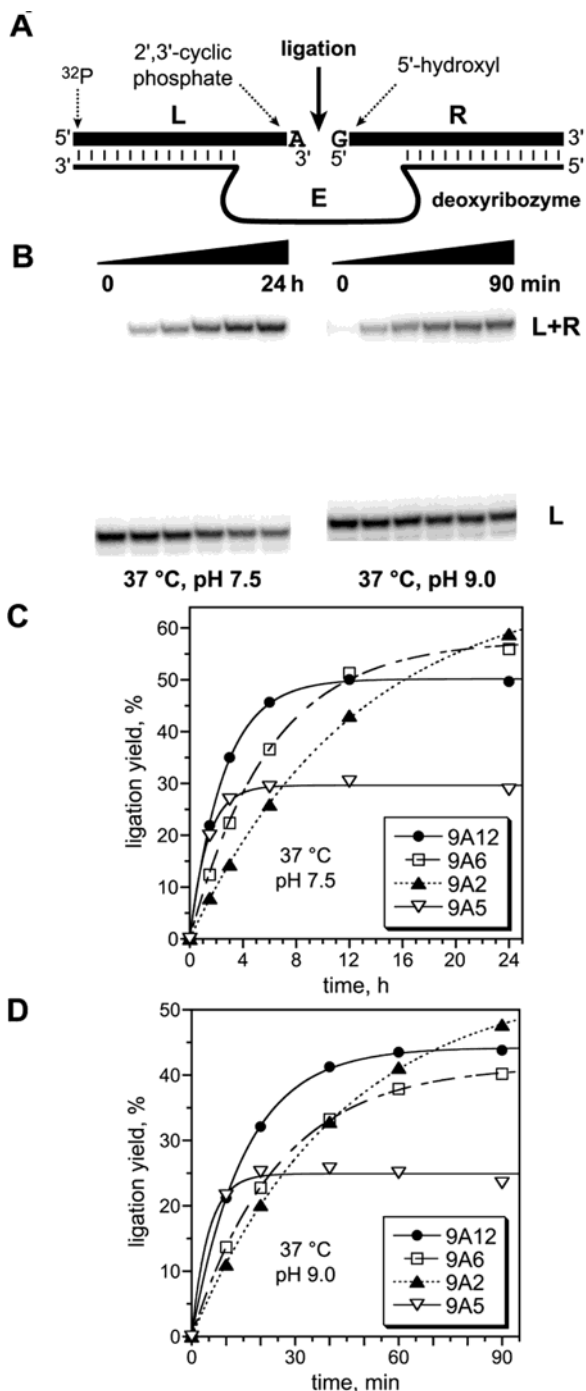 A
ligation
2',3'-cyclic
phosphate
5'-hydroxyl
32P
L
R
5'
A
G
3'
3'
3'
5'
5'
E
deoxyribozyme
B
0
24 h
0
90 min
L+R
L
37 °C, pH 7.5
37 °C, pH 9.0
C
60
50
40
30
20
10
0
ligation yield, %
37 °C
pH 7.5
9A12
9A6
9A2
9A5
0
4
8
12
16
20
24
time, h
D
50
40
30
20
10
0
ligation yield, %
37 °C
pH 9.0
9A12
9A6
9A2
9A5
0
30
60
90
time, min